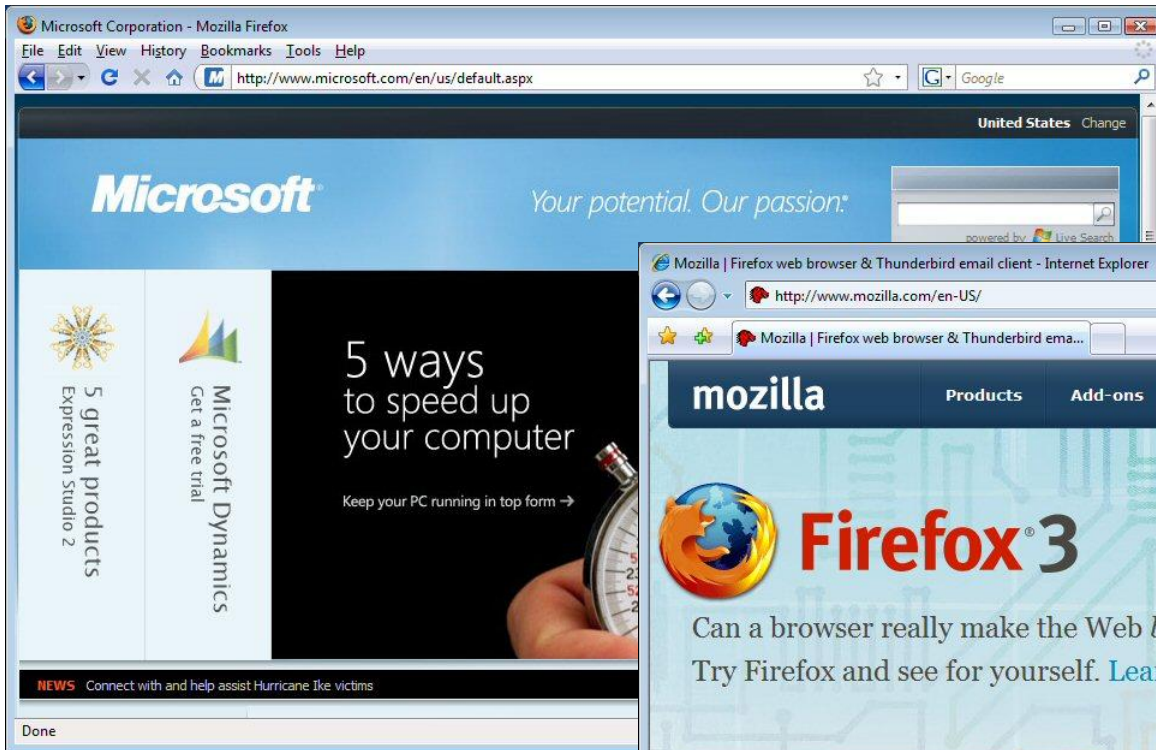 Microsoft Corporation - Mozilla Firefox
File Edit View History Bookmarks Tools Help
http://www.microsoft.com/en/us/default.aspx
G Google
United States Change
Microsoft
Your potential. Our passion.®
powered by Live Search
5 great products
Expression Studio 2
Microsoft Dynamics
Get a free trial
5 ways
to speed up
your computer
Keep your PC running in top form →
NEWS Connect with and help assist Hurricane Ike victims
Done
Mozilla | Firefox web browser & Thunderbird email client - Internet Explorer
http://www.mozilla.com/en-US/
Mozilla | Firefox web browser & Thunderbird ema...
mozilla
Products Add-ons
Firefox® 3
Can a browser really make the Web
Try Firefox and see for yourself. Lea